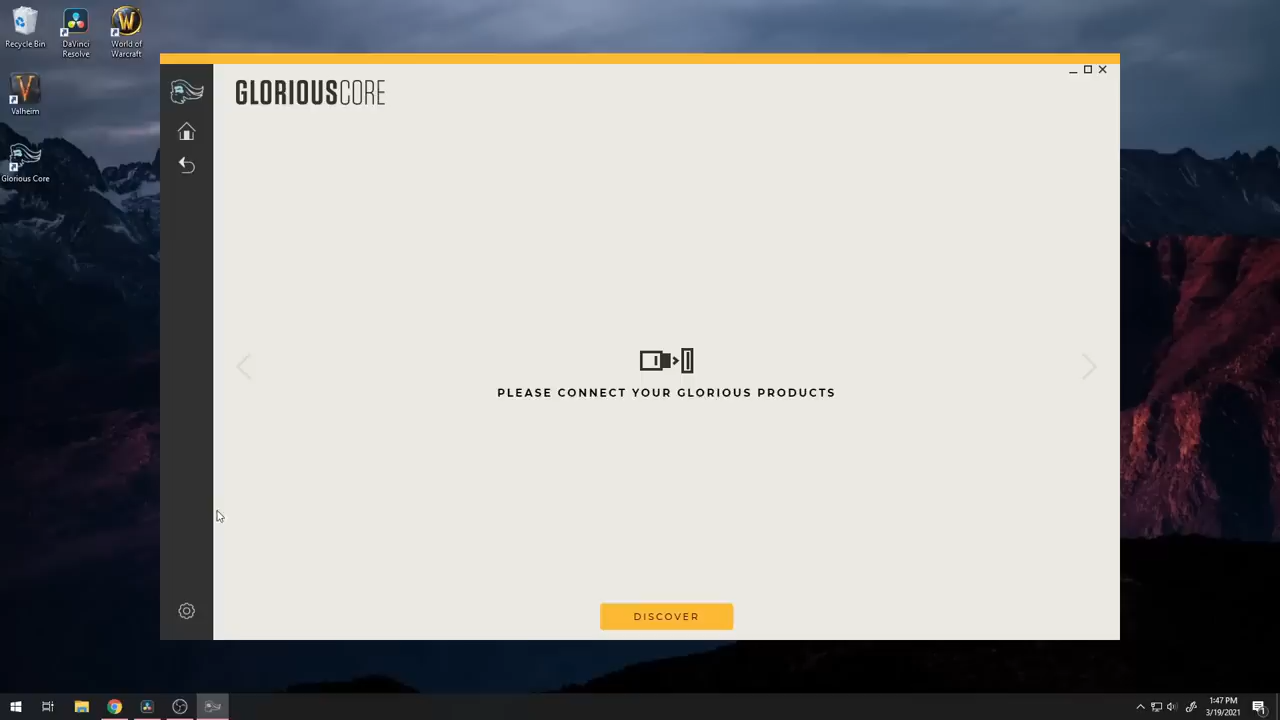 Recycle Bin
DaVinci
Resolve
World of
Warcraft
Valheim
Glorious Core
GLORIOUSCORE
PLEASE CONNECT YOUR GLORIOUS PRODUCTS
DISCOVER
1:47 PM
3/19/2021
1